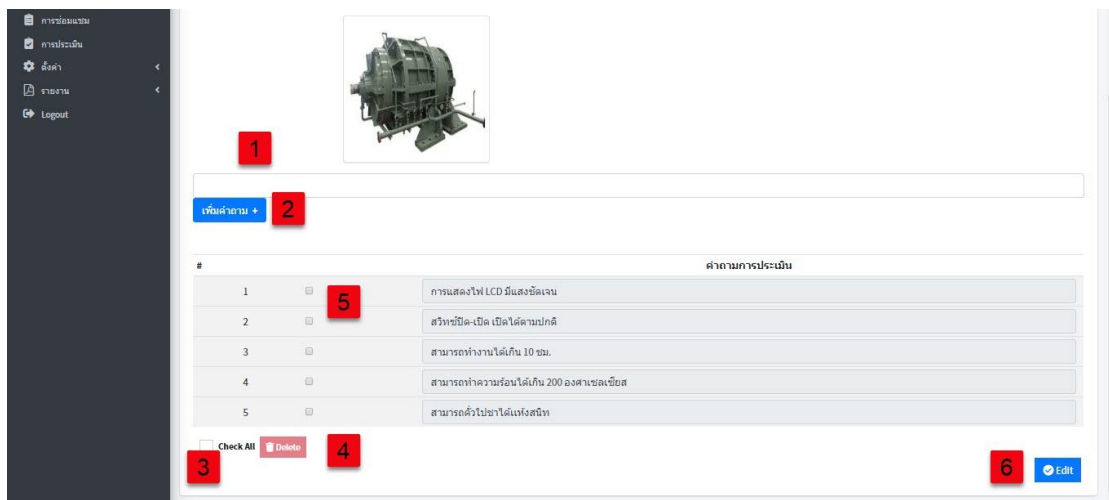 การซ่อมแซม
การประเมิน
ตั้งค่า
รายงาน
Logout
1
เพิ่มคำถาม +
2
# คำถามการประเมิน
1 การแสดงไฟ LCD มีแสงชัดเจน
5
2 สวิทซ์ปิด-เปิด เปิดได้ตามปกติ
3 สามารถทำงานได้เกิน 10 ชม.
4 สามารถทำความร้อนได้เกิน 200 องศาเซลเซียส
5 สามารถคั่วใบชาได้แห้งสนิท
Check All Delete
4
3
6
Edit